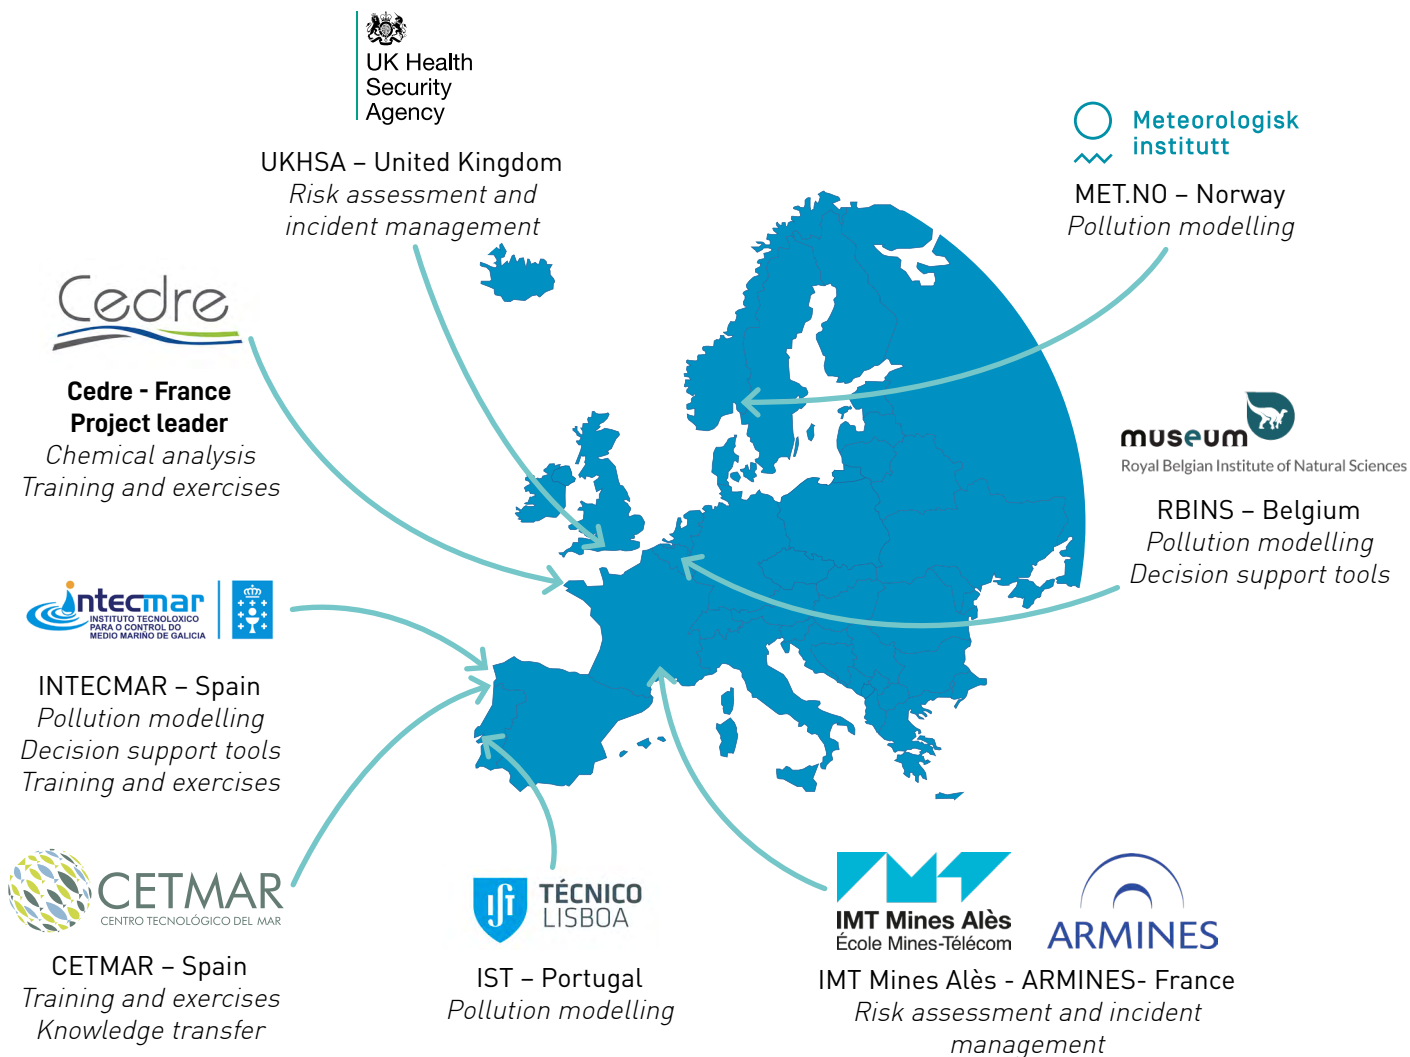 UK Health
Security
Agency
UKHSA – United Kingdom
Risk assessment and
incident management
Meteorologisk
institutt
MET.NO – Norway
Pollution modelling
Cedre
Cedre - France
Project leader
Chemical analysis
Training and exercises
museum
Royal Belgian Institute of Natural Sciences
RBINS – Belgium
Pollution modelling
Decision support tools
intecmar
INSTITUTO TECNOLOXICO
PARA O CONTROL DO
MEDIO MARIÑO DE GALICIA
INTECMAR – Spain
Pollution modelling
Decision support tools
Training and exercises
CETMAR
CENTRO TECNOLÓGICO DEL MAR
CETMAR – Spain
Training and exercises
Knowledge transfer
TÉCNICO
LISBOA
IST – Portugal
Pollution modelling
IMT
IMT Mines Alès
École Mines-Télécom
ARMINES
IMT Mines Alès - ARMINES- France
Risk assessment and incident
management